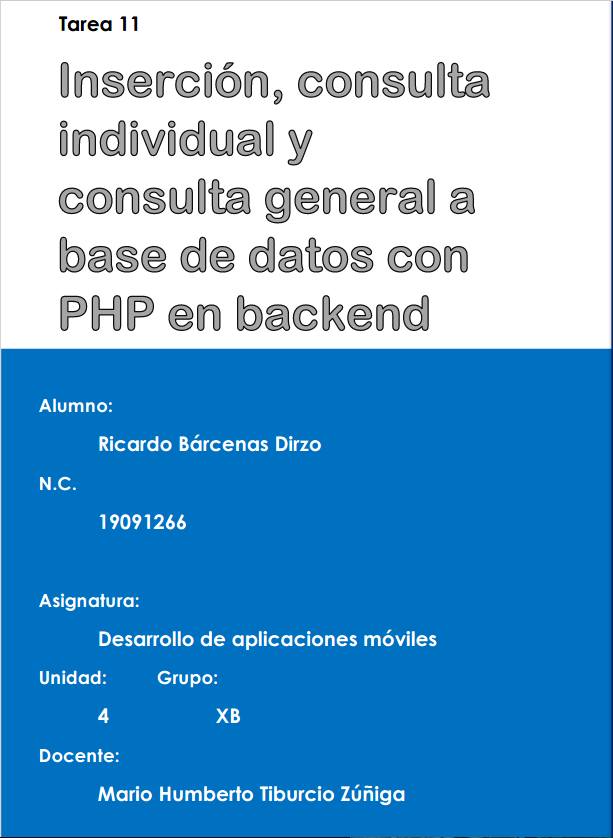 Tarea 11
Inserción, consulta
individual y
consulta general a
base de datos con
PHP en backend
Alumno:
Ricardo Bárcenas Dirzo
N.C.
19091266
Asignatura:
Desarrollo de aplicaciones móviles
Unidad: Grupo:
4 XB
Docente:
Mario Humberto Tiburcio Zúñiga